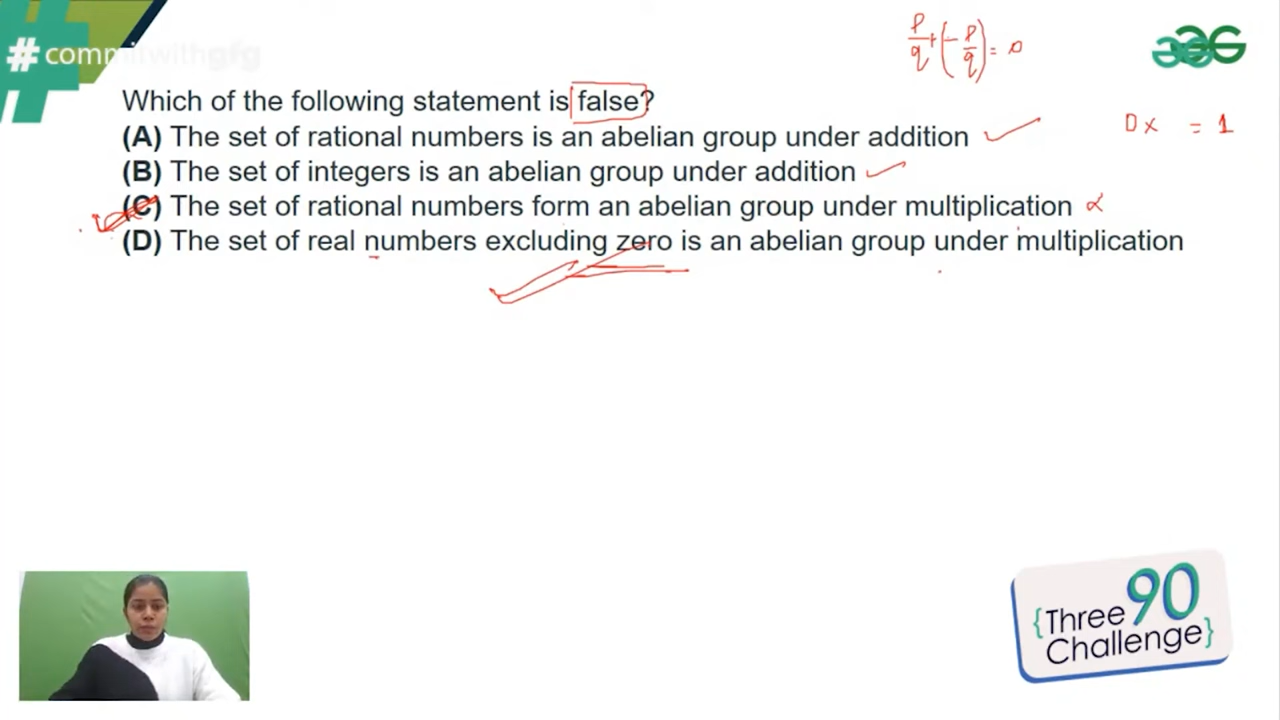 #commitwithgfg
p/q + (-p/q) = 0
Which of the following statement is false?
0 x = 1
(A) The set of rational numbers is an abelian group under addition
(B) The set of integers is an abelian group under addition
(C) The set of rational numbers form an abelian group under multiplication
(D) The set of real numbers excluding zero is an abelian group under multiplication
{Three 90
Challenge}